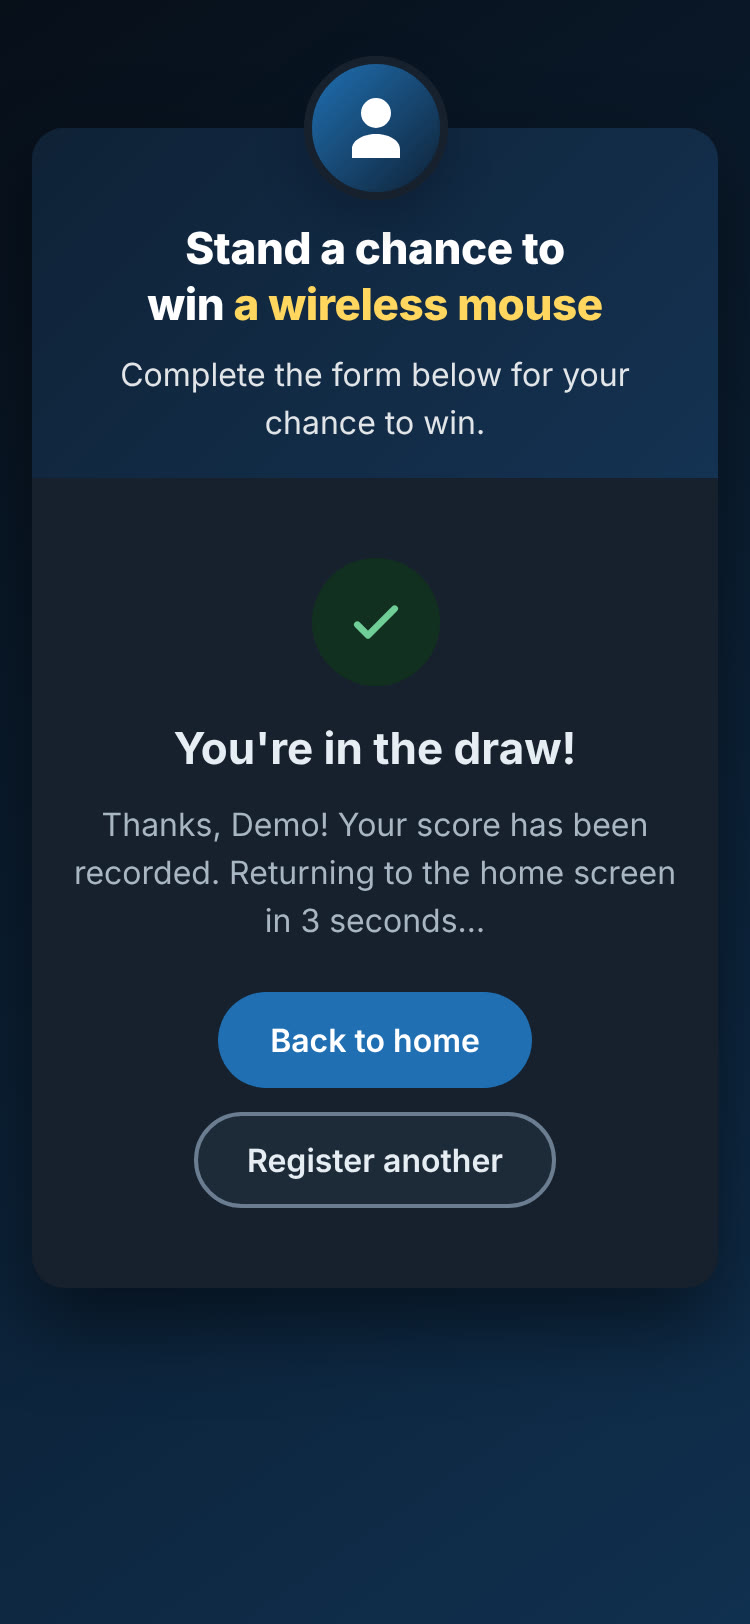 Stand a chance to
win a wireless mouse
Complete the form below for your
chance to win.
You're in the draw!
Thanks, Demo! Your score has been
recorded. Returning to the home screen
in 3 seconds...
Back to home
Register another